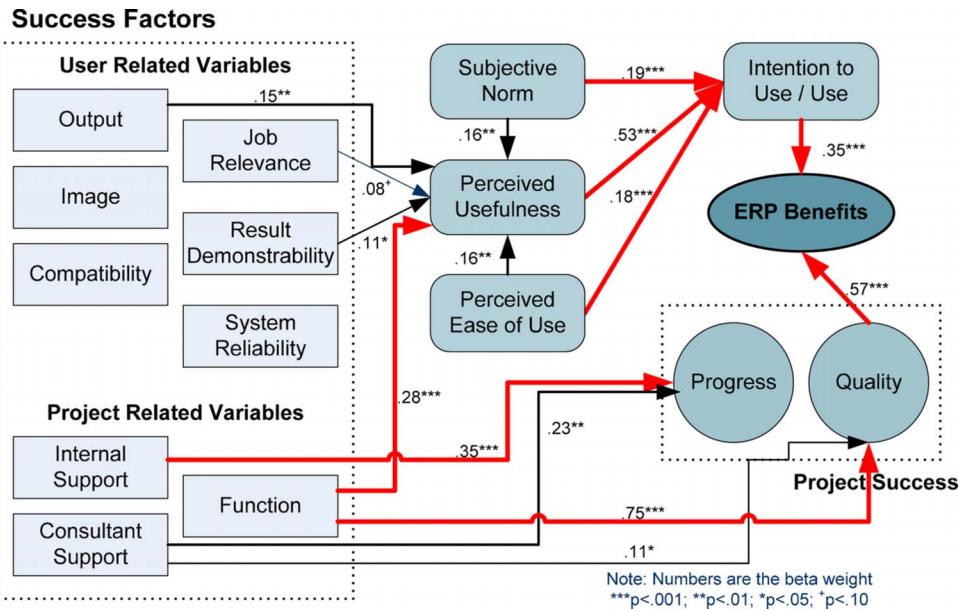 Success Factors
User Related Variables
Output
Job
Relevance
Image
Result
Demonstrability
Compatibility
System
Reliability
Project Related Variables
Internal
Support
Function
Consultant
Support
.15**
.08+
.11*
.28***
.35***
.23**
.75***
.11*
Subjective
Norm
.16**
Perceived
Usefulness
.16**
Perceived
Ease of Use
.19***
.53***
.18***
Intention to
Use / Use
.35***
ERP Benefits
.57***
Progress
Quality
Project Success
Note: Numbers are the beta weight
***p<.001; **p<.01; *p<.05; +p<.10